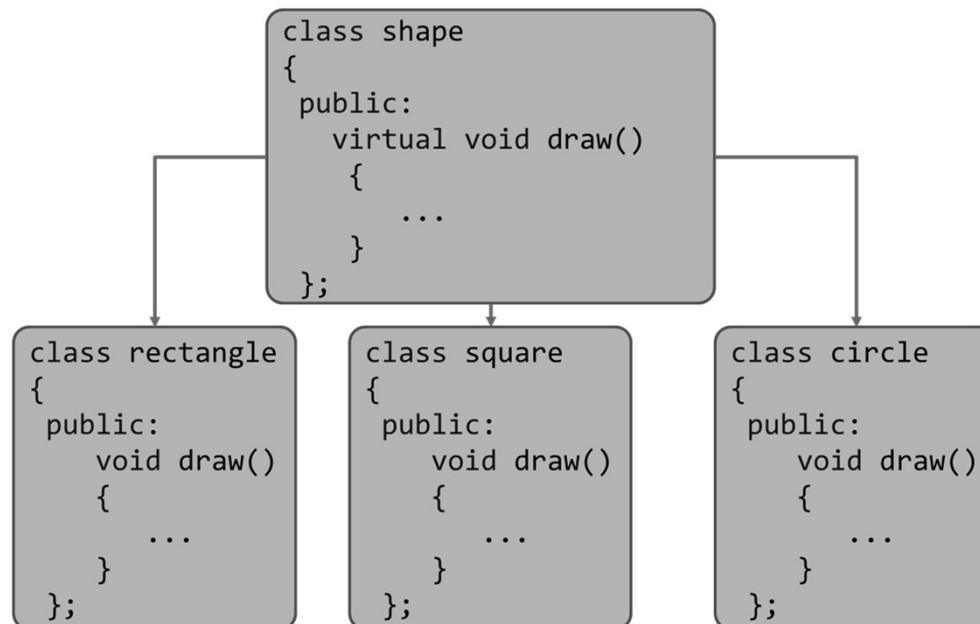 class shape
{
public:
virtual void draw()
{
...
}
};
class rectangle
{
public:
void draw()
{
...
}
};
class square
{
public:
void draw()
{
...
}
};
class circle
{
public:
void draw()
{
...
}
};